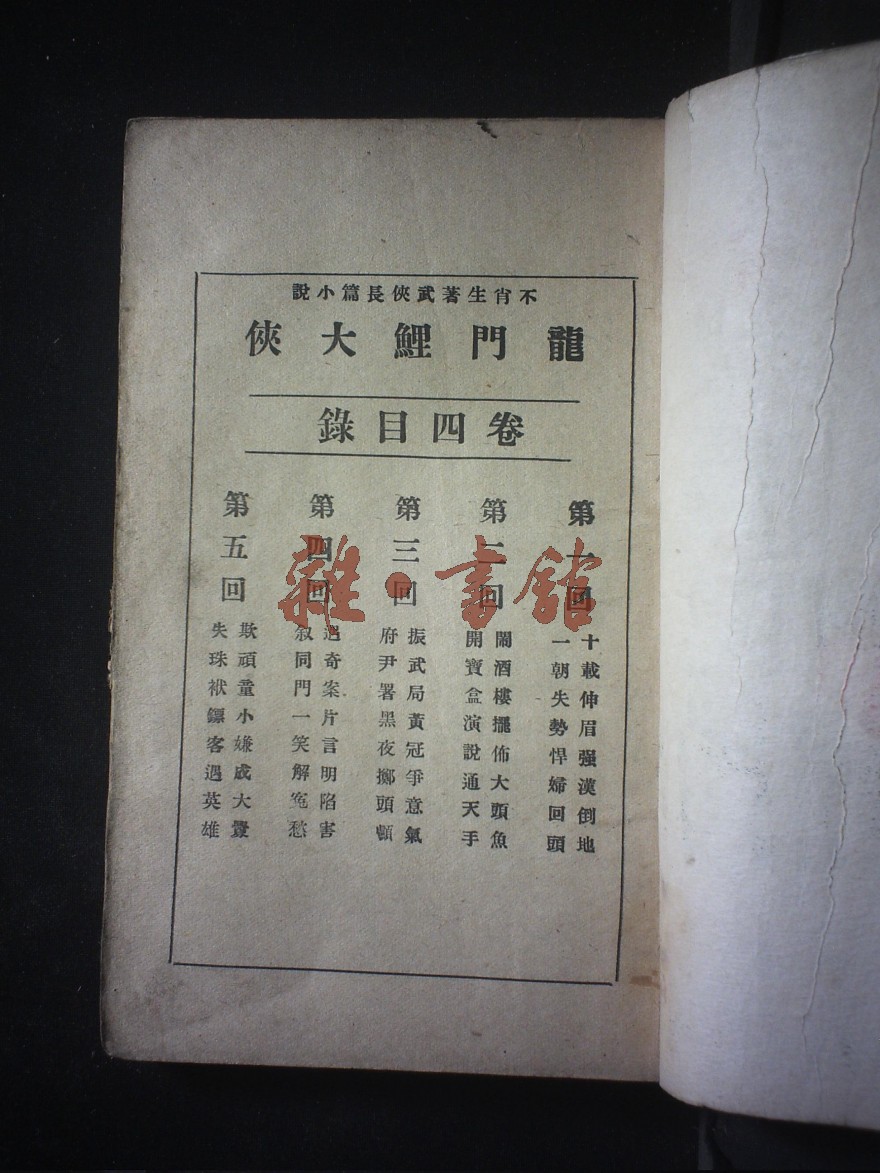 不肖生著武俠長篇小說
龍門鯉大俠
卷四目錄
第一回
十載伸眉强漢倒地
一朝失勢悍婦回頭
第二回
鬧酒樓擺佈大頭魚
開寶盒演說通天手
第三回
振武局黃冠爭意氣
府尹署黑夜擲頭顱
第四回
遇奇案片言明陷害
叙同門一笑解寃愁
第五回
欺頑童小嫌成大釁
失珠袱鏢客遇英雄
雜·書館